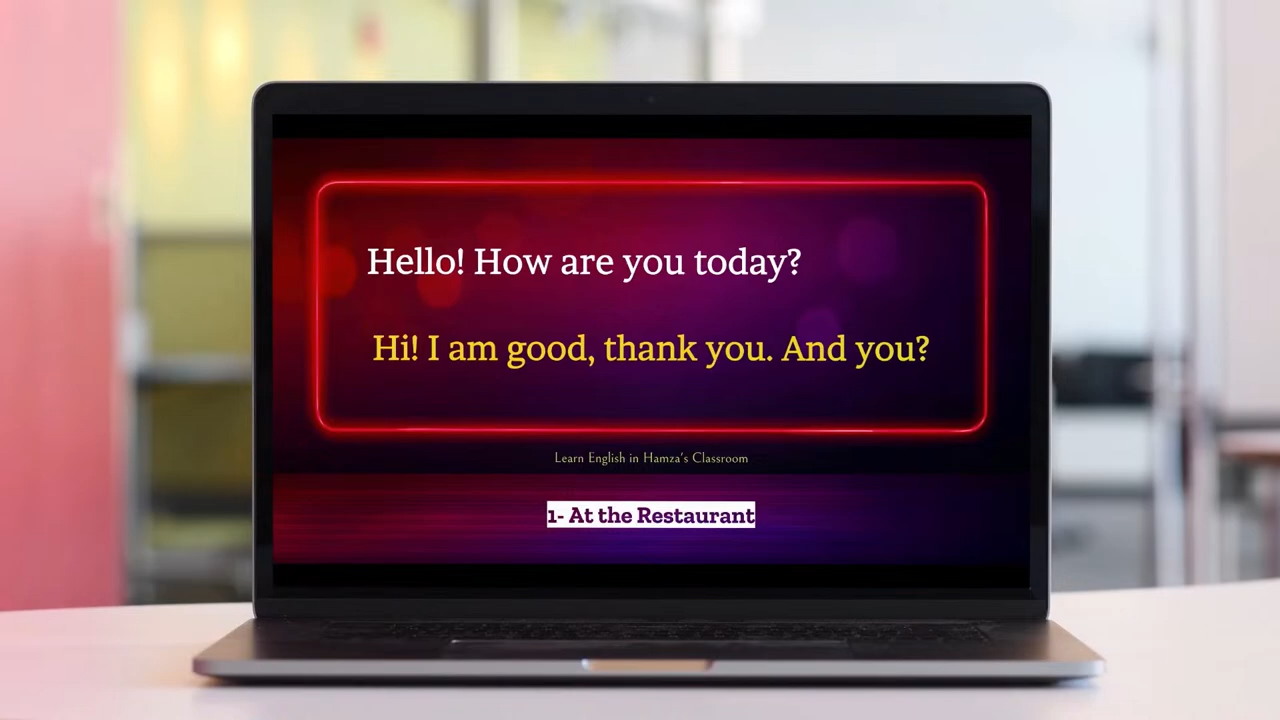 Hello! How are you today?
Hi! I am good, thank you. And you?
Learn English in Hamza's Classroom
1- At the Restaurant